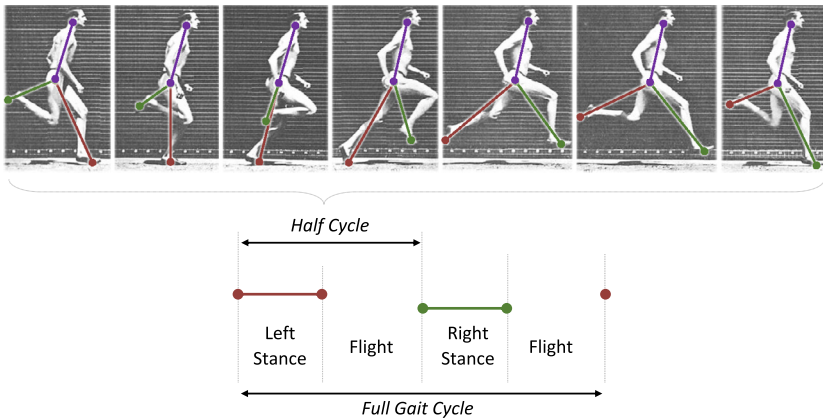 Half Cycle
Left
Stance
Flight
Right
Stance
Flight
Full Gait Cycle